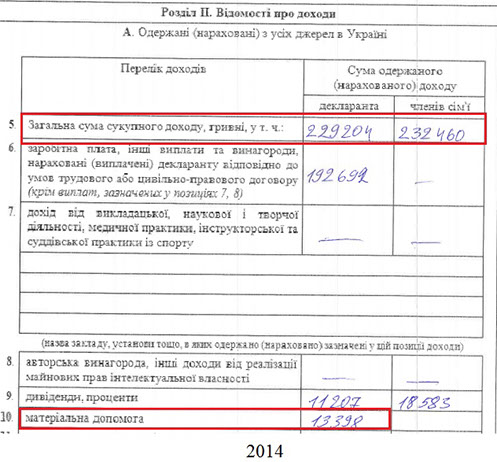 Розділ II. Відомості про доходи
А. Одержані (нараховані) з усіх джерел в Україні
Перелік доходів
Сума одержаного
(нарахованого) доходу
декларанта членів сім'ї
5. Загальна сума сукупного доходу, гривні, у т. ч.: 229204 232460
6. заробітна плата, інші виплати та винагороди,
нараховані (виплачені) декларанту відповідно до
умов трудового або цивільно-правового договору
(крім виплат, зазначених у позиціях 7, 8) 192692 —
7. дохід від викладацької, наукової і творчої
діяльності, медичної практики, інструкторської та
суддівської практики із спорту — —
(назва закладу, установи тощо, в яких одержано (нараховано) зазначені у цій позиції доходи)
8. авторська винагорода, інші доходи від реалізації
майнових прав інтелектуальної власності — —
9. дивіденди, проценти 11207 18583
10. матеріальна допомога 13398
2014